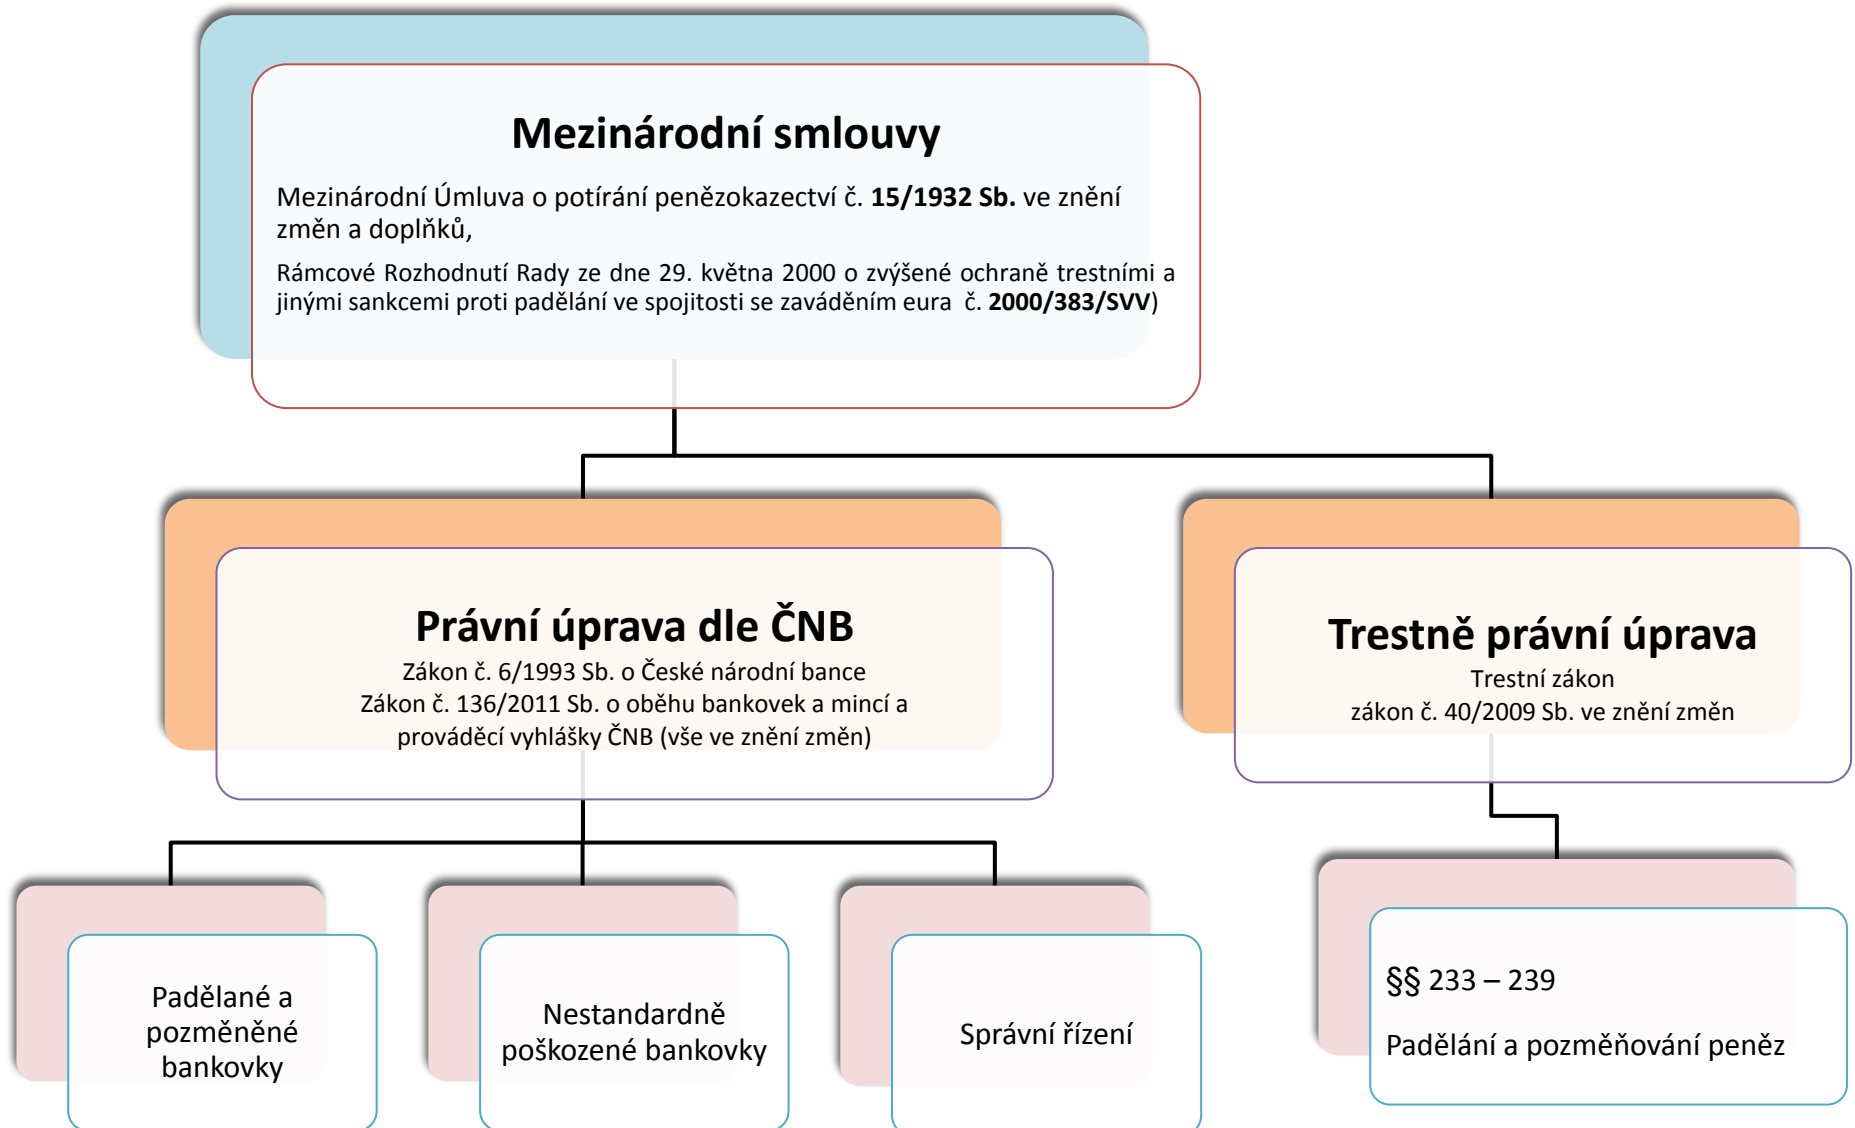 Mezinárodní smlouvy
Mezinárodní Úmluva o potírání penězokazectví č. 15/1932 Sb. ve znění
změn a doplňků,
Rámcové Rozhodnutí Rady ze dne 29. května 2000 o zvýšené ochraně trestními a
jinými sankcemi proti padělání ve spojitosti se zaváděním eura č. 2000/383/SVV)
Právní úprava dle ČNB
Zákon č. 6/1993 Sb. o České národní bance
Zákon č. 136/2011 Sb. o oběhu bankovek a mincí a
prováděcí vyhlášky ČNB (vše ve znění změn)
Trestně právní úprava
Trestní zákon
zákon č. 40/2009 Sb. ve znění změn
Padělané a
pozměněné
bankovky
Nestandardně
poškozené bankovky
Správní řízení
§§ 233 – 239
Padělání a pozměňování peněz